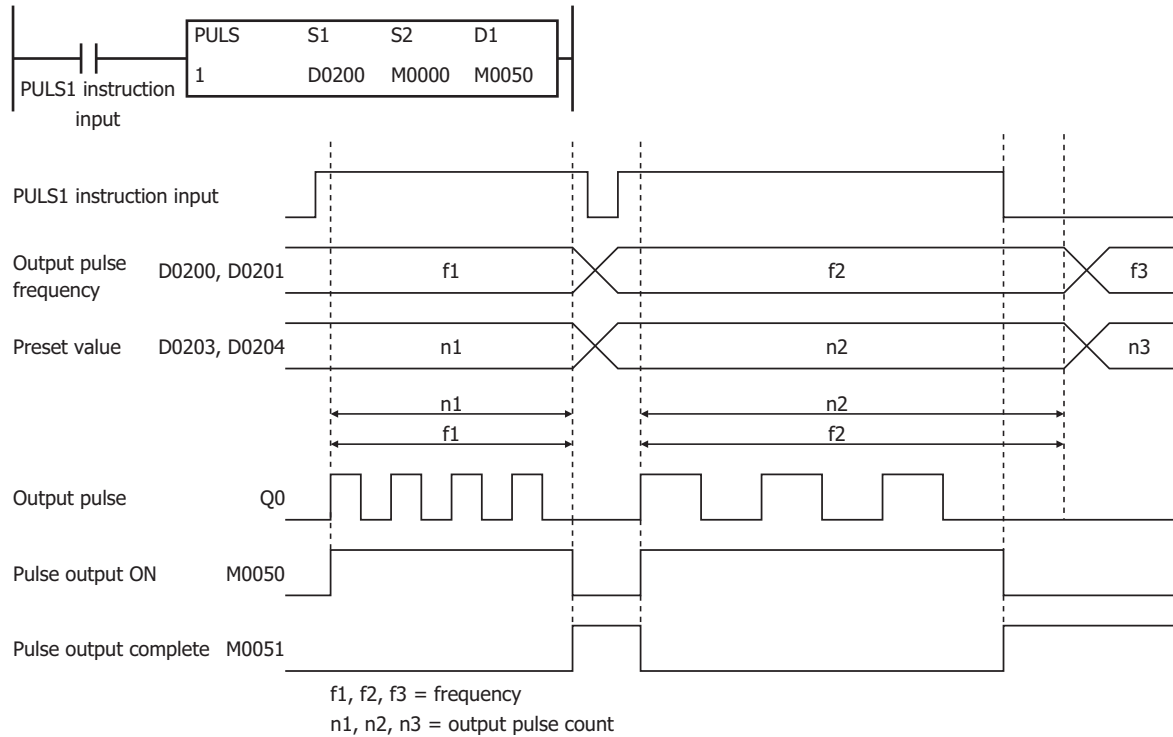 PULS S1 S2 D1
1 D0200 M0000 M0050
PULS1 instruction
input
PULS1 instruction input
Output pulse
frequency
D0200, D0201
f1
f2
f3
Preset value D0203, D0204
n1
n2
n3
n1
n2
f1
f2
Output pulse Q0
Pulse output ON M0050
Pulse output complete M0051
f1, f2, f3 = frequency
n1, n2, n3 = output pulse count